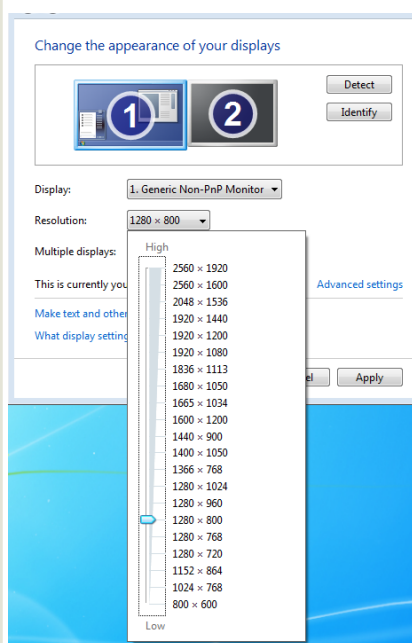 Change the appearance of your displays
1 2
Detect
Identify
Display: 1. Generic Non-PnP Monitor
Resolution: 1280 × 800
Multiple displays:
High
2560 × 1920
2560 × 1600
2048 × 1536
1920 × 1440
1920 × 1200
1920 × 1080
1836 × 1113
1680 × 1050
1665 × 1034
1600 × 1200
1440 × 900
1400 × 1050
1366 × 768
1280 × 1024
1280 × 960
1280 × 800
1280 × 768
1280 × 720
1152 × 864
1024 × 768
800 × 600
Low
This is currently you
Advanced settings
Make text and other
What display setting
el
Apply